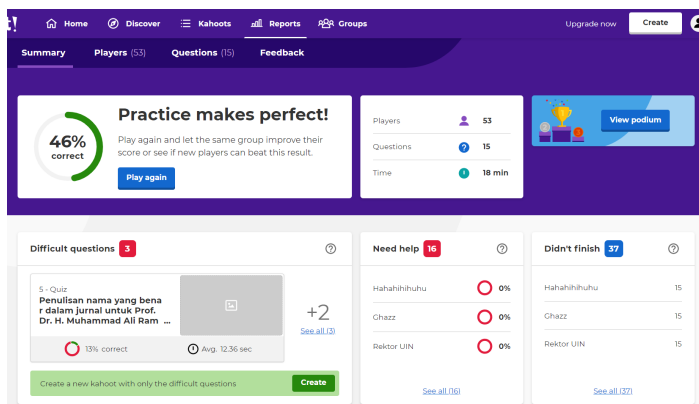 !
Home
Discover
Kahoots
Reports
Groups
Upgrade now
Create
Summary
Players (53)
Questions (15)
Feedback
46%
correct
Practice makes perfect!
Play again and let the same group improve their
score or see if new players can beat this result.
Play again
Players 53
Questions 15
Time 18 min
View podium
Difficult questions 3
5 - Quiz
Penulisan nama yang bena
r dalam jurnal untuk Prof.
Dr. H. Muhammad Ali Ram ...
13% correct
Avg. 12.36 sec
+2
See all (3)
Create a new kahoot with only the difficult questions
Create
Need help 16
Hahahihihuhu 0%
Ghazz 0%
Rektor UIN 0%
See all (16)
Didn't finish 37
Hahahihihuhu 15
Ghazz 15
Rektor UIN 15
See all (37)